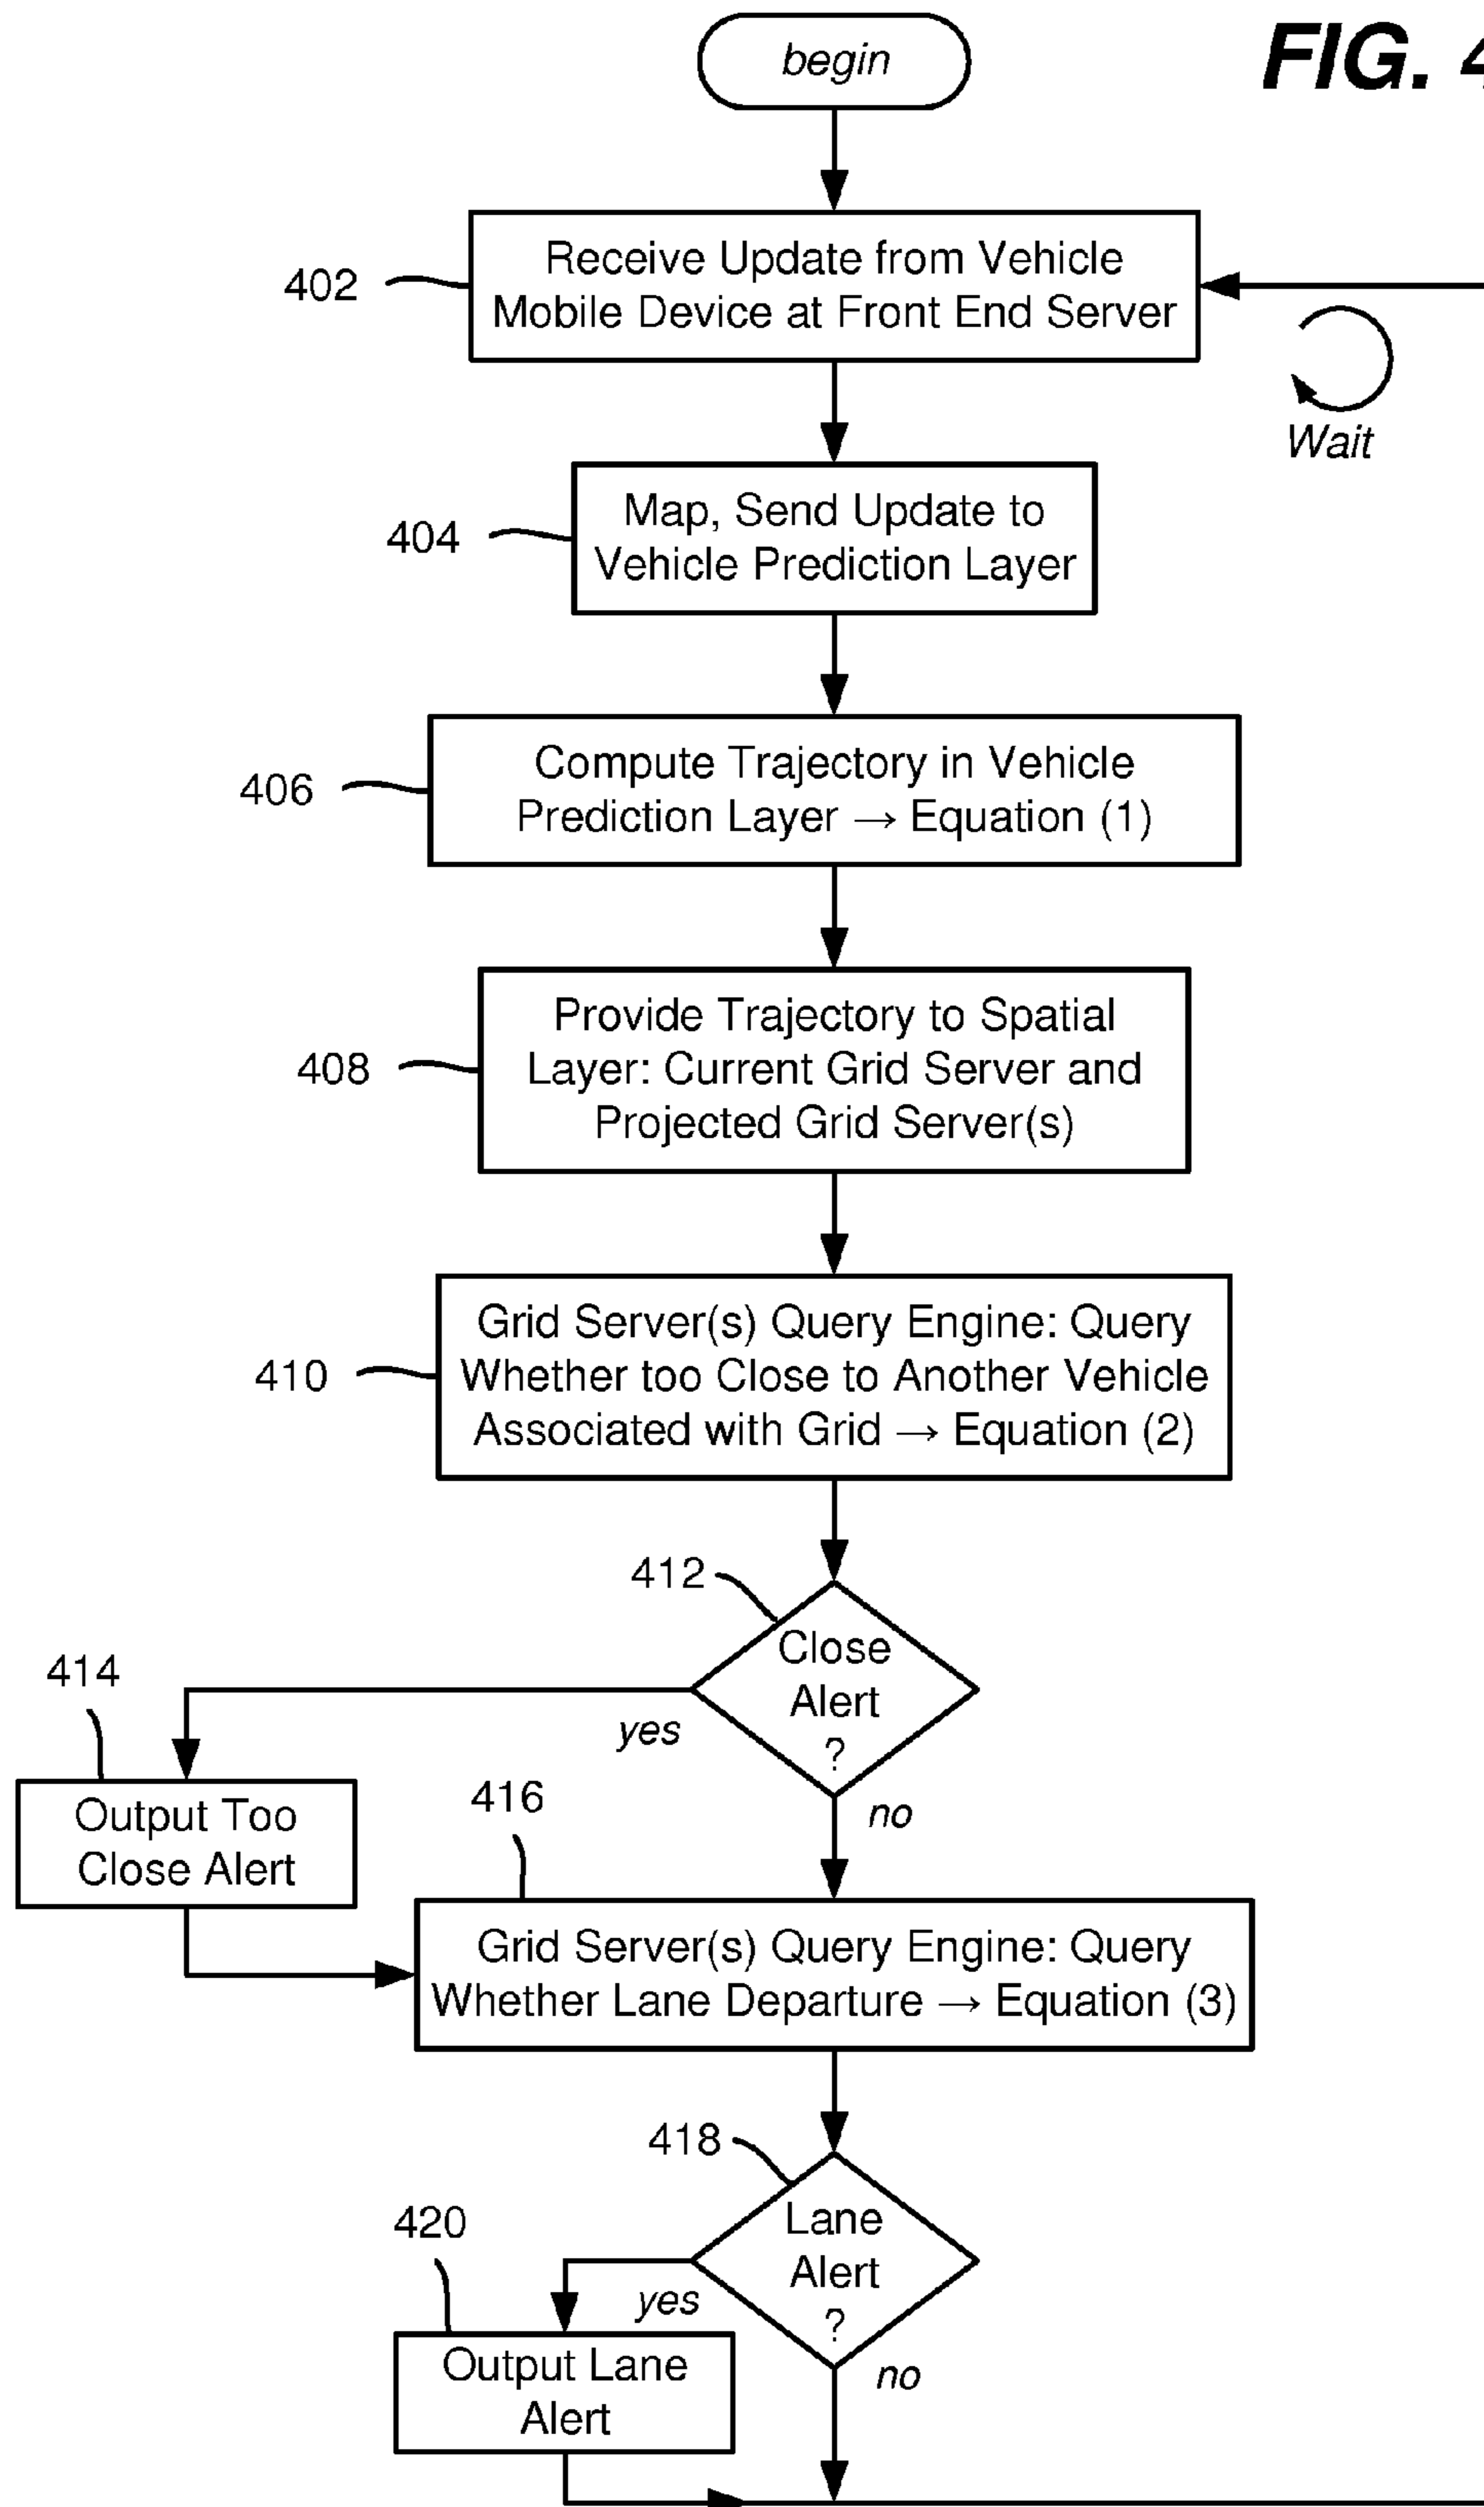 begin
FIG. 4
402
Receive Update from Vehicle
Mobile Device at Front End Server
Wait
404
Map, Send Update to
Vehicle Prediction Layer
406
Compute Trajectory in Vehicle
Prediction Layer → Equation (1)
408
Provide Trajectory to Spatial
Layer: Current Grid Server and
Projected Grid Server(s)
410
Grid Server(s) Query Engine: Query
Whether too Close to Another Vehicle
Associated with Grid → Equation (2)
412
Close
Alert
?
yes
no
414
Output Too
Close Alert
416
Grid Server(s) Query Engine: Query
Whether Lane Departure → Equation (3)
418
Lane
Alert
?
yes
no
420
Output Lane
Alert